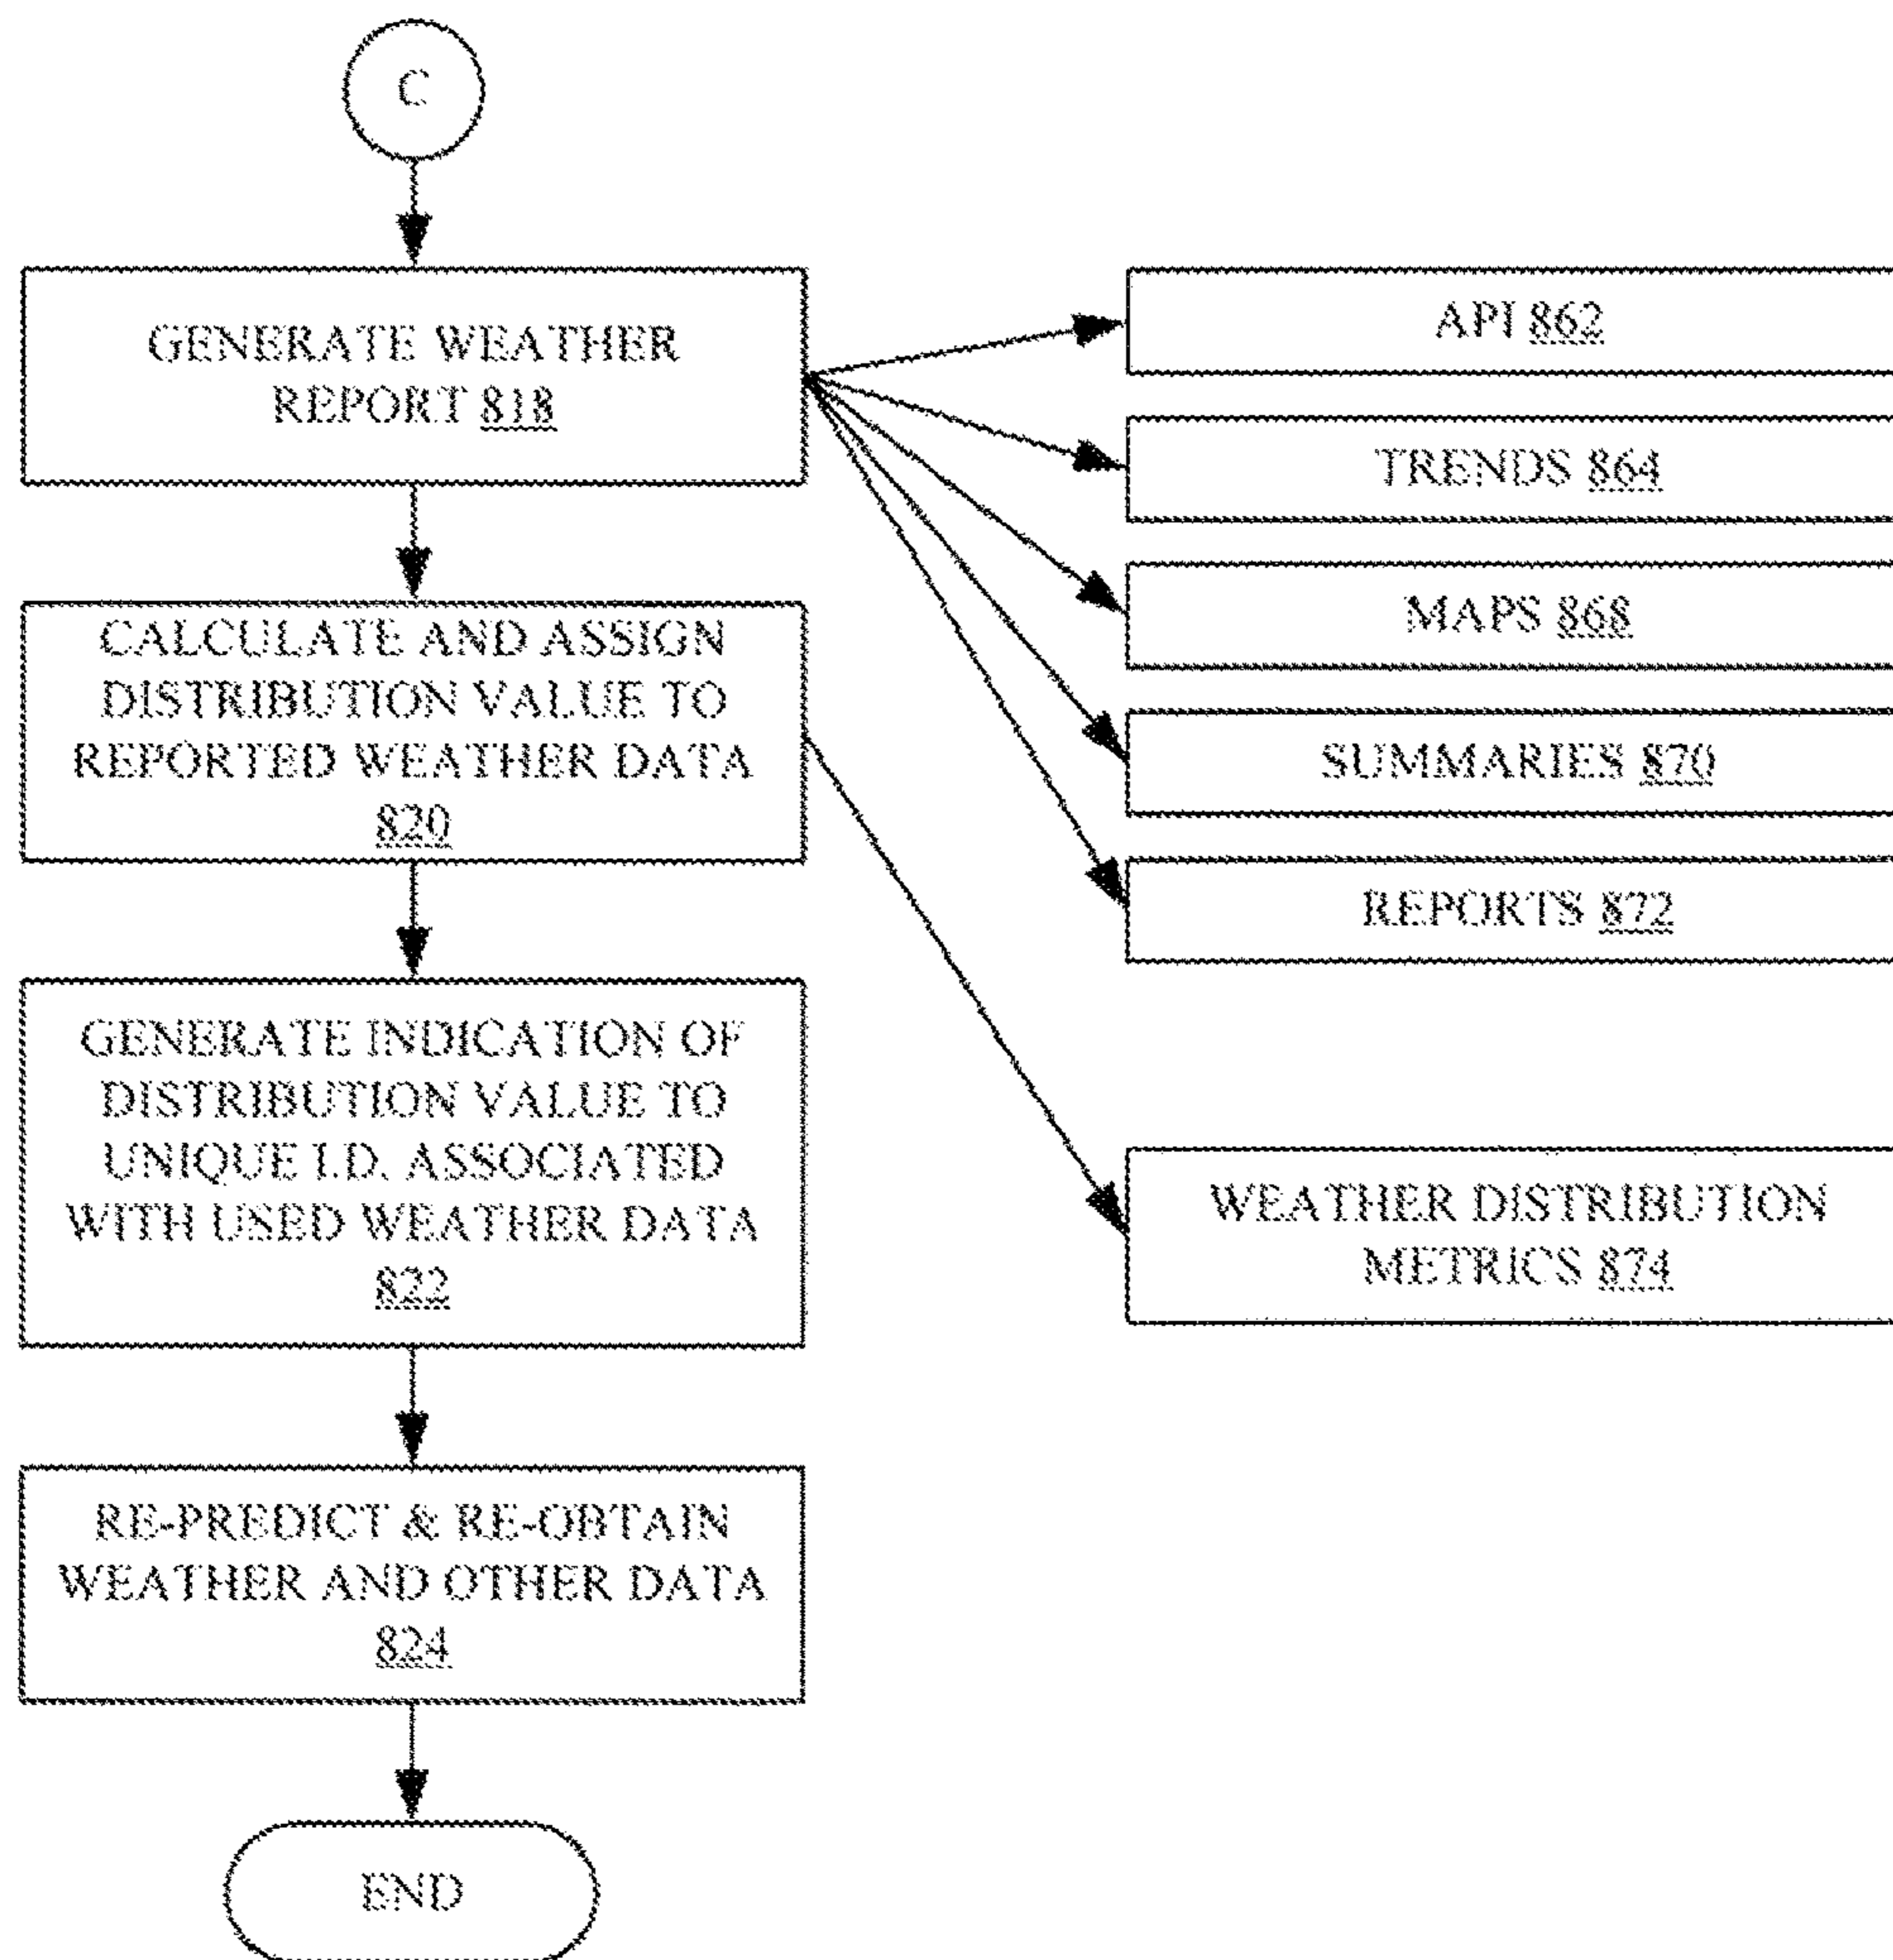 C
GENERATE WEATHER
REPORT 818
API 862
TRENDS 864
MAPS 868
SUMMARIES 870
REPORTS 872
CALCULATE AND ASSIGN
DISTRIBUTION VALUE TO
REPORTED WEATHER DATA
820
GENERATE INDICATION OF
DISTRIBUTION VALUE TO
UNIQUE I.D. ASSOCIATED
WITH USED WEATHER DATA
822
WEATHER DISTRIBUTION
METRICS 874
RE-PREDICT & RE-OBTAIN
WEATHER AND OTHER DATA
824
END